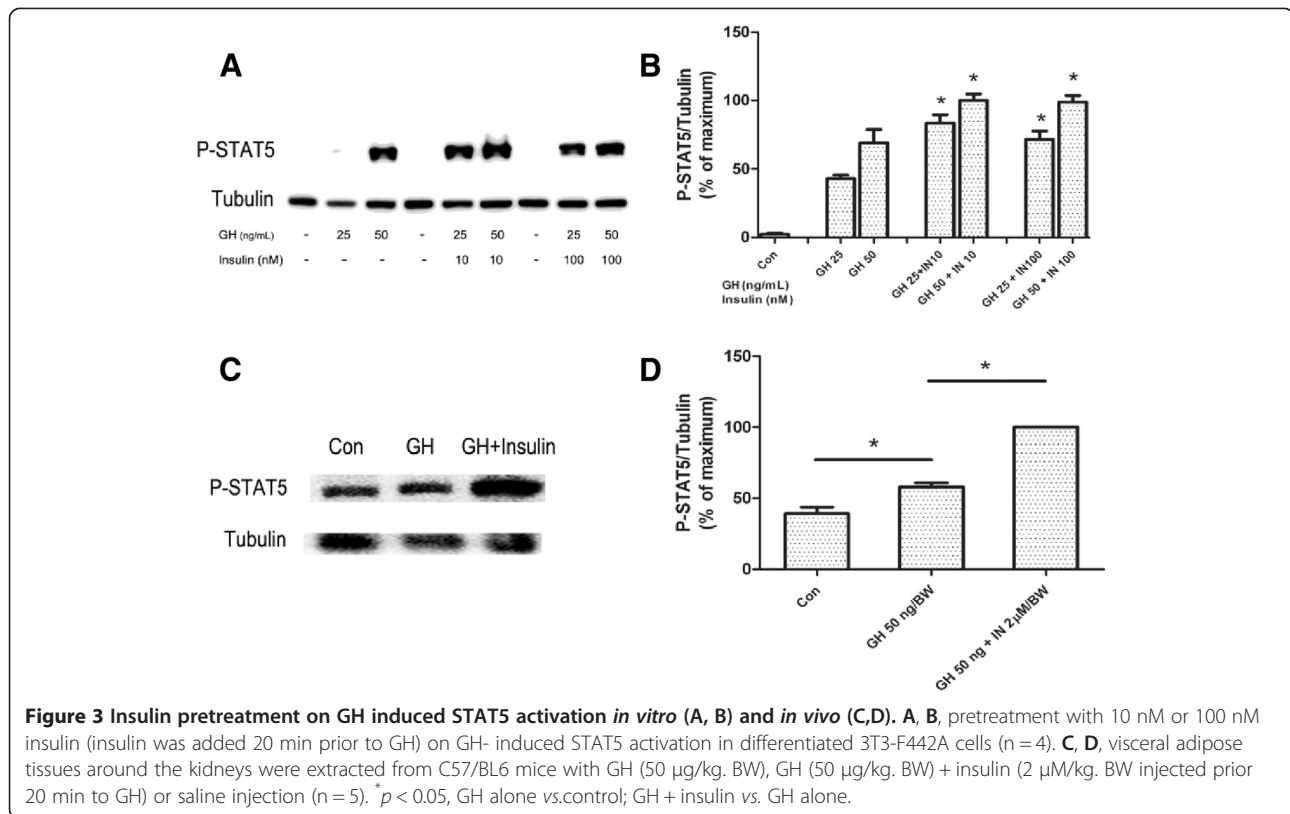 A
P-STAT5
Tubulin
GH (ng/mL) - 25 50 - 25 50 - 25 50
Insulin (nM) - - - - 10 10 - 100 100
B
P-STAT5/Tubulin
(% of maximum)
150
100
50
0
* * * *
Con
GH 25
GH 50
GH 25+IN10
GH 50 + IN 10
GH 25 + IN100
GH 50 + IN 100
GH (ng/mL)
Insulin (nM)
C
Con GH GH+Insulin
P-STAT5
Tubulin
D
P-STAT5/Tubulin
(% of maximum)
150
100
50
0
* *
Con
GH 50 ng/BW
GH 50 ng + IN 2 µM/BW
Figure 3 Insulin pretreatment on GH induced STAT5 activation in vitro (A, B) and in vivo (C,D). A, B, pretreatment with 10 nM or 100 nM
insulin (insulin was added 20 min prior to GH) on GH- induced STAT5 activation in differentiated 3T3-F442A cells (n = 4). C, D, visceral adipose
tissues around the kidneys were extracted from C57/BL6 mice with GH (50 µg/kg. BW), GH (50 µg/kg. BW) + insulin (2 µM/kg. BW injected prior
20 min to GH) or saline injection (n = 5). *p < 0.05, GH alone vs.control; GH + insulin vs. GH alone.